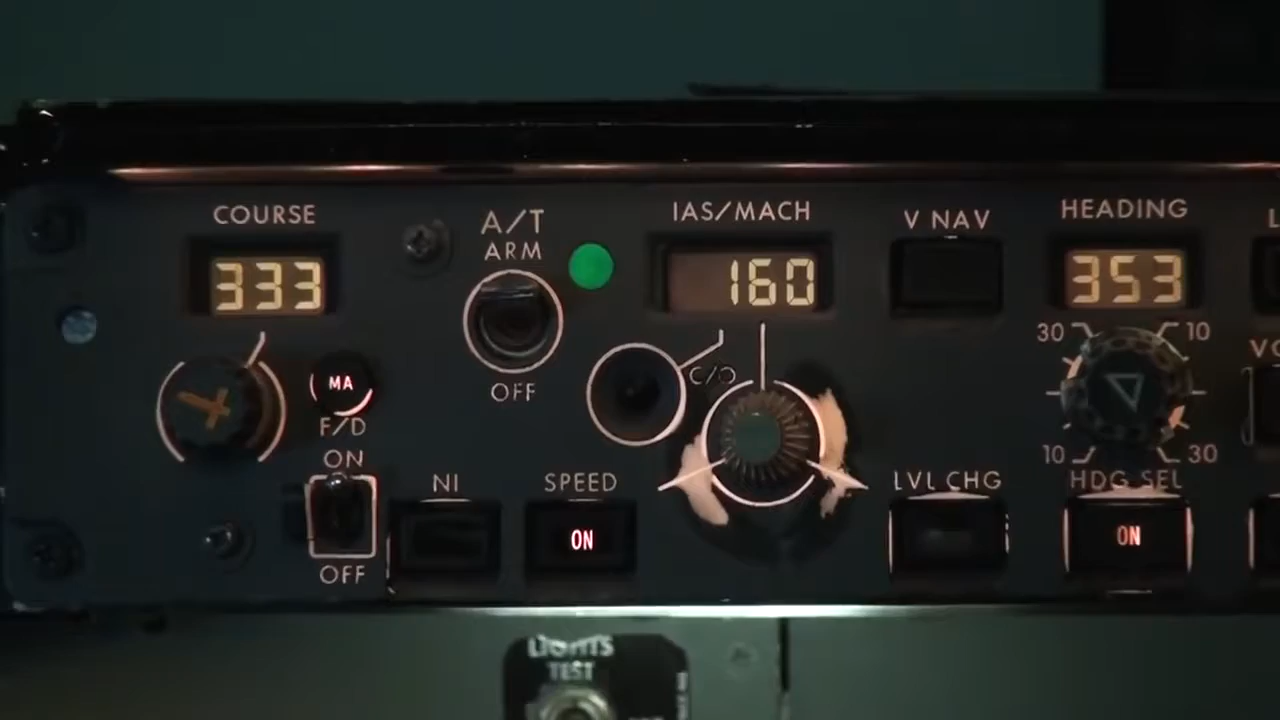 COURSE
333
MA
F/D
ON
OFF
A/T
ARM
OFF
IAS/MACH
160
C/O
NI
SPEED
ON
V NAV
LVL CHG
HEADING
353
30
10
10
30
HDG SEL
ON
LIGHTS
TEST